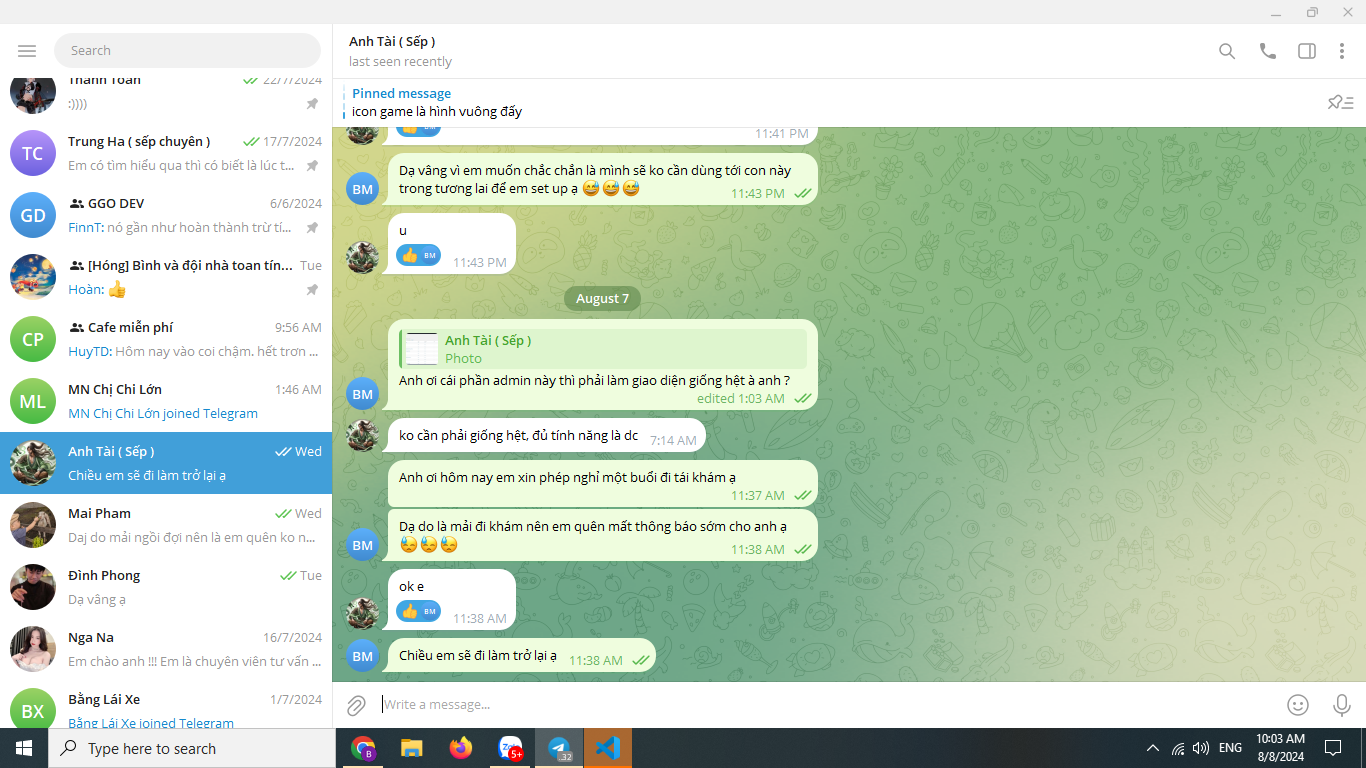 Search
Thanh Toàn
22/7/2024
:))))
TC
Trung Ha ( sếp chuyên )
17/7/2024
Em có tìm hiểu qua thì có biết là lúc t...
GD
GGO DEV
6/6/2024
FinnT: nó gần như hoàn thành trừ tí...
[Hóng] Bình và đội nhà toan tín...
Tue
Hoàn: 👍
CP
Cafe miễn phí
9:56 AM
HuyTD: Hôm nay vào coi chậm. hết trơn ...
ML
MN Chị Chi Lớn
1:46 AM
MN Chị Chi Lớn joined Telegram
Anh Tài ( Sếp )
Wed
Chiều em sẽ đi làm trở lại ạ
Mai Pham
Wed
Daj do mải ngồi đợi nên là em quên ko n...
Đình Phong
Tue
Dạ vâng ạ
Nga Na
16/7/2024
Em chào anh !!! Em là chuyên viên tư vấn ...
BX
Bằng Lái Xe
1/7/2024
Bằng Lái Xe joined Telegram
Anh Tài ( Sếp )
last seen recently
Pinned message
icon game là hình vuông đấy
11:41 PM
BM
Dạ vâng vì em muốn chắc chắn là mình sẽ ko cần dùng tới con này
trong tương lai để em set up ạ 😅😅😅
11:43 PM
u
👍 BM
11:43 PM
August 7
Anh Tài ( Sếp )
Photo
BM
Anh ơi cái phần admin này thì phải làm giao diện giống hệt à anh ?
edited 1:03 AM
ko cần phải giống hệt, đủ tính năng là dc
7:14 AM
Anh ơi hôm nay em xin phép nghỉ một buổi đi tái khám ạ
11:37 AM
BM
Dạ do là mải đi khám nên em quên mất thông báo sớm cho anh ạ
😓😓😓
11:38 AM
ok e
👍 BM
11:38 AM
BM
Chiều em sẽ đi làm trở lại ạ
11:38 AM
Write a message...
Type here to search
B
Zalo
5+
.32
ENG
10:03 AM
8/8/2024